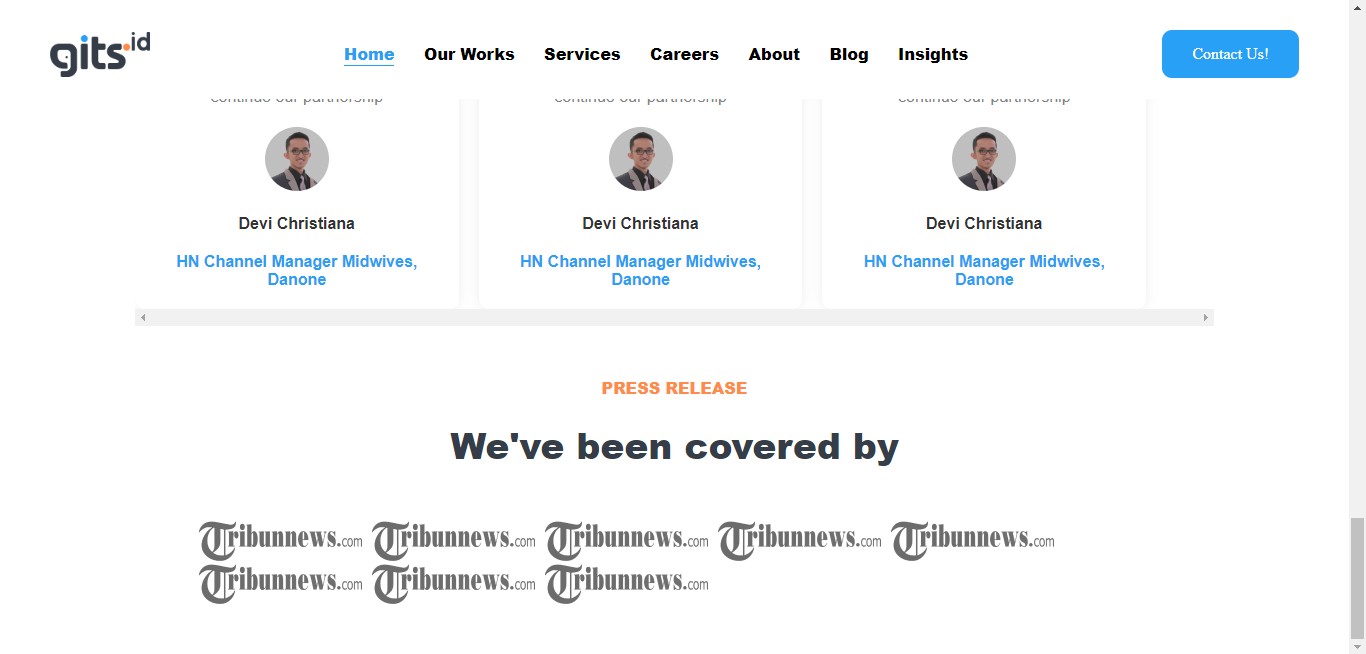 gits.id
Home Our Works Services Careers About Blog Insights Contact Us!
continue our partnership continue our partnership continue our partnership
Devi Christiana Devi Christiana Devi Christiana
HN Channel Manager Midwives, HN Channel Manager Midwives, HN Channel Manager Midwives,
Danone Danone Danone
PRESS RELEASE
We've been covered by
Tribunnews.com Tribunnews.com Tribunnews.com Tribunnews.com Tribunnews.com
Tribunnews.com Tribunnews.com Tribunnews.com